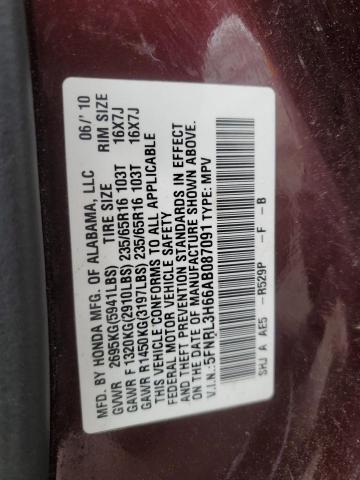 MFD. BY HONDA MFG. OF ALABAMA, LLC 06/'10
GVWR 2695KG(5941LBS) TIRE SIZE RIM SIZE
GAWR F 1320KG(2910LBS) 235/65R16 103T 16X7J
GAWR R 1450KG(3197LBS) 235/65R16 103T 16X7J
THIS VEHICLE CONFORMS TO ALL APPLICABLE
FEDERAL MOTOR VEHICLE SAFETY AND
THEFT PREVENTION STANDARDS IN EFFECT
ON THE DATE OF MANUFACTURE SHOWN ABOVE.
V.I.N.:5FNRL3H66AB087091 TYPE: MPV
SHJ A AE5 -R529P -F -B